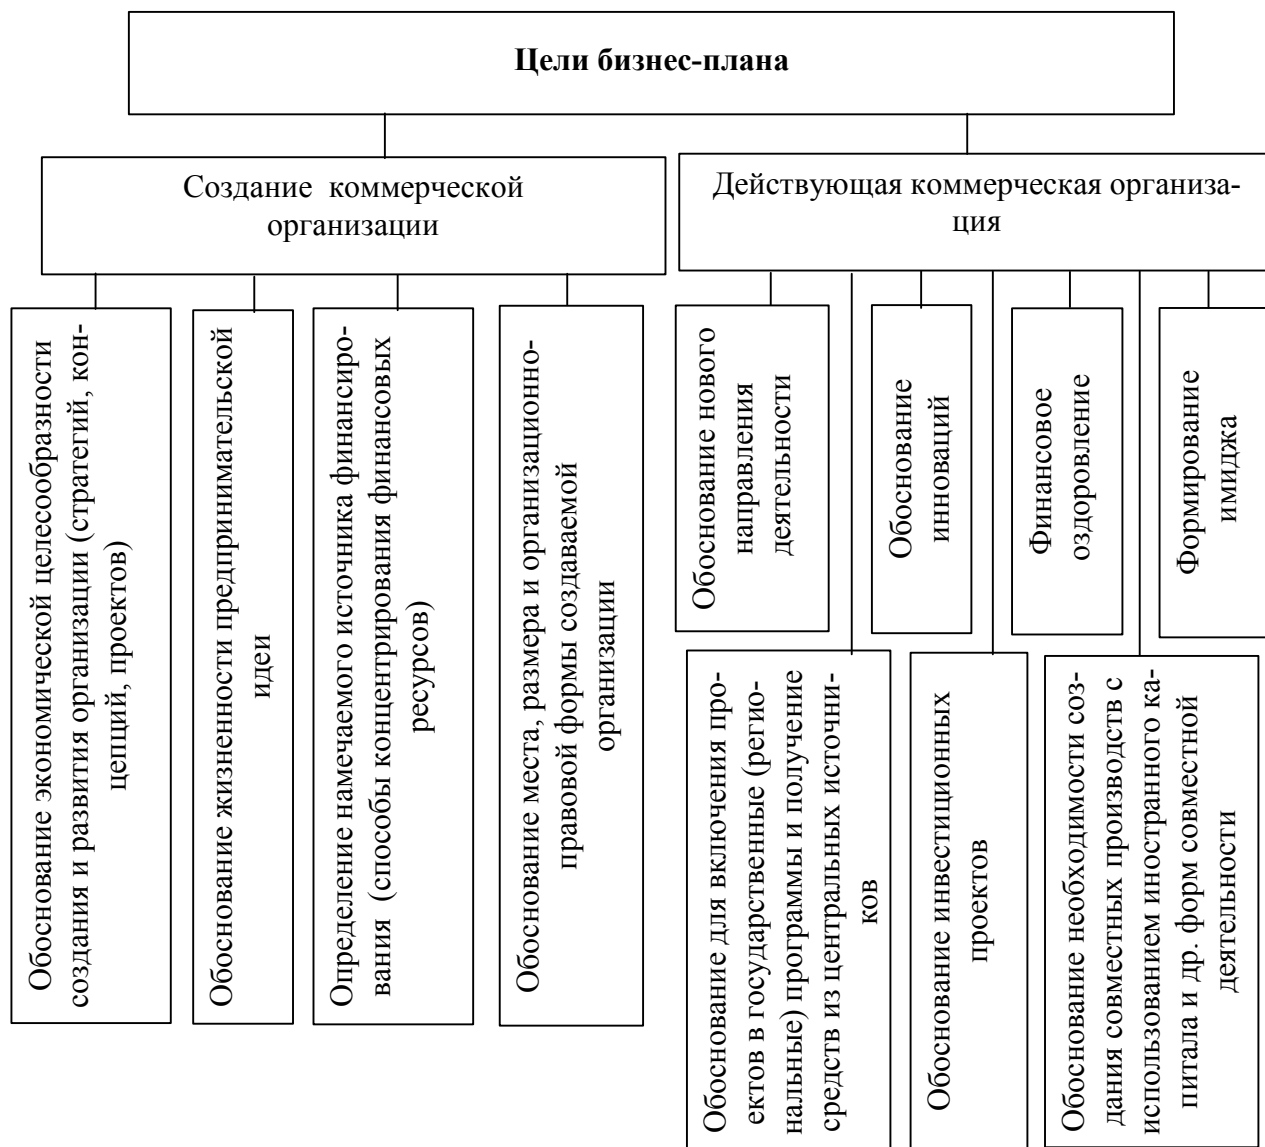 Цели бизнес-плана
Создание коммерческой
организации
Действующая коммерческая организа-
ция
Обоснование экономической целесообразности
создания и развития организации (стратегий, кон-
цепций, проектов)
Обоснование жизненности предпринимательской
идеи
Определение намечаемого источника финансиро-
вания (способы концентрирования финансовых
ресурсов)
Обоснование места, размера и организационно-
правовой формы создаваемой
организации
Обоснование нового
направления
деятельности
Обоснование
инноваций
Финансовое
оздоровление
Формирование
имиджа
Обоснование для включения про-
ектов в государственные (регио-
нальные) программы и получение
средств из центральных источни-
ков
Обоснование инвестиционных
проектов
Обоснование необходимости соз-
дания совместных производств с
использованием иностранного ка-
питала и др. форм совместной
деятельности